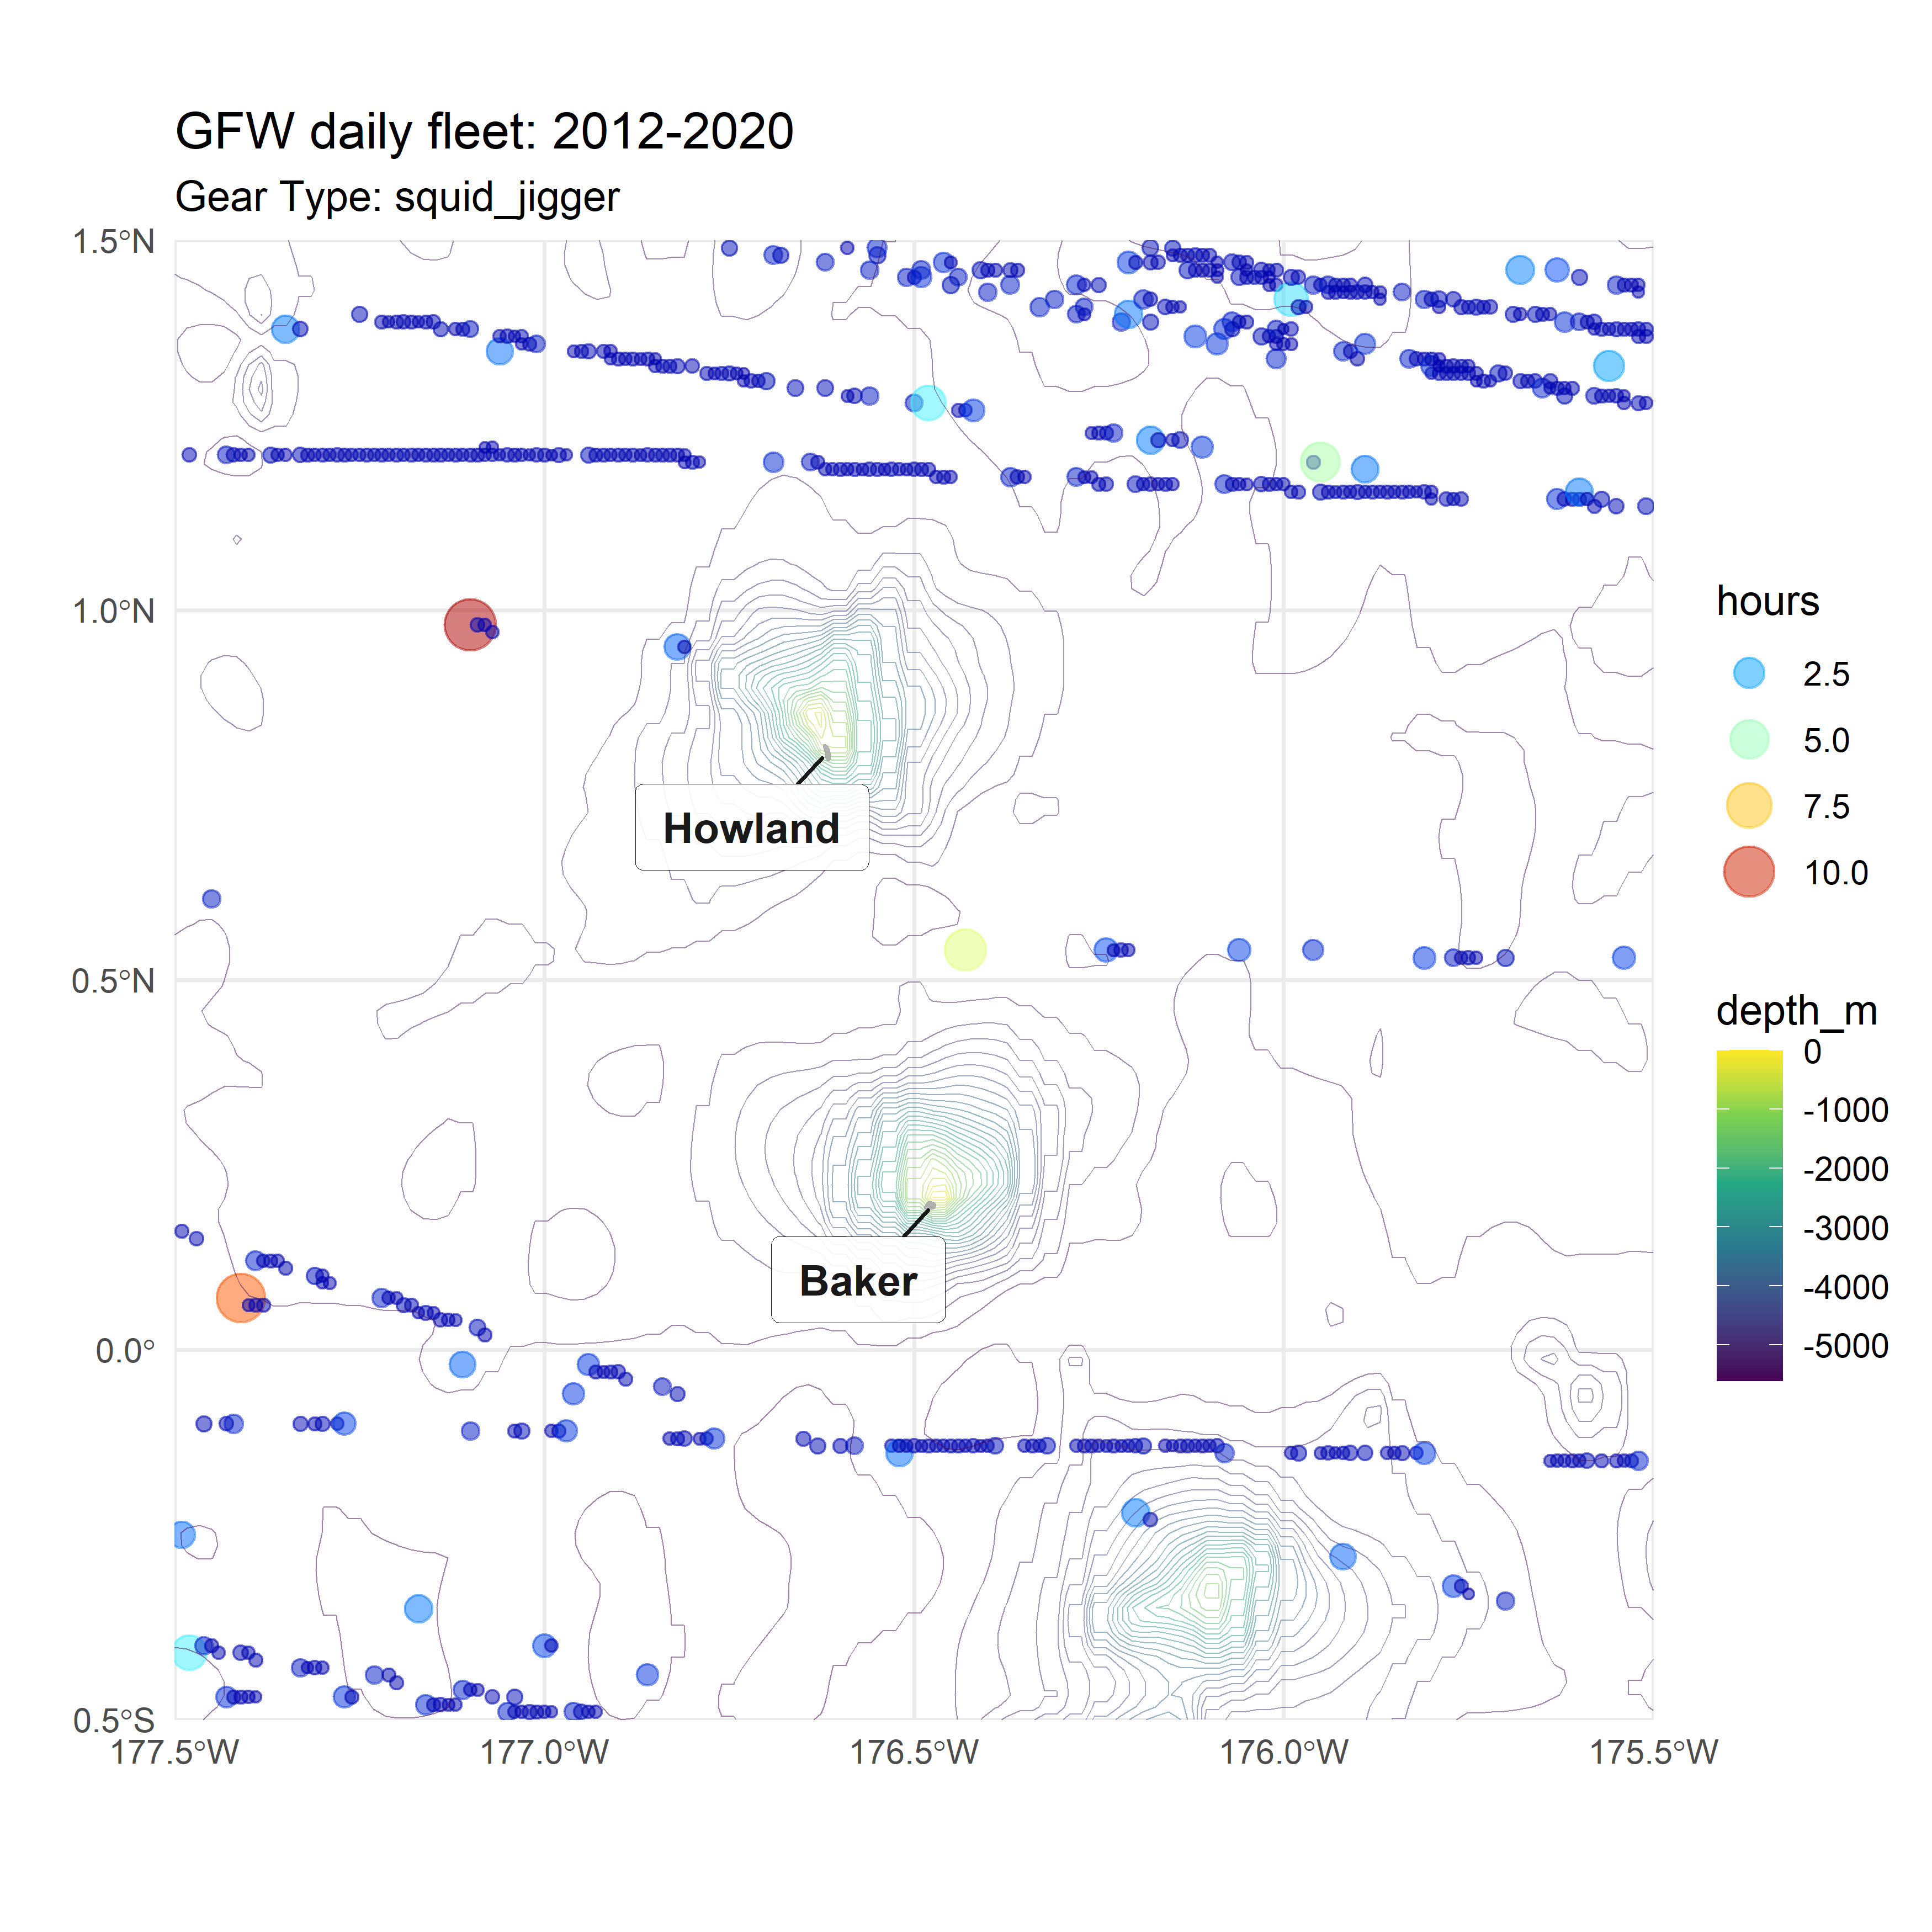 GFW daily fleet: 2012-2020
Gear Type: squid_jigger
1.5°N
1.0°N
0.5°N
0.0°
0.5°S
177.5°W
177.0°W
176.5°W
176.0°W
175.5°W
Howland
Baker
hours
2.5
5.0
7.5
10.0
depth_m
0
-1000
-2000
-3000
-4000
-5000